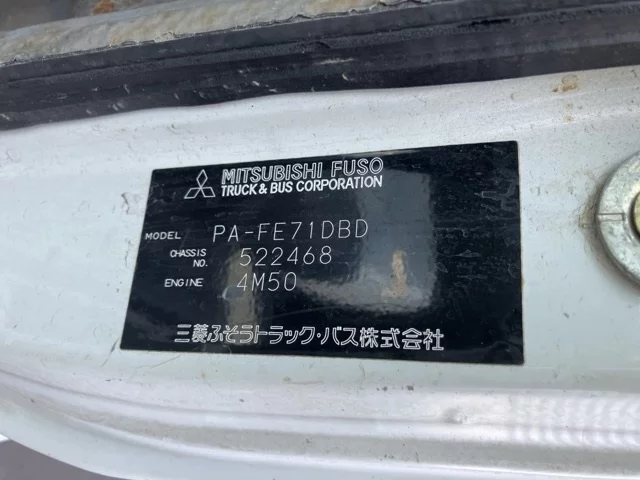 MITSUBISHI FUSO
TRUCK & BUS CORPORATION
MODEL PA-FE71DBD
CHASSIS NO. 522468
ENGINE 4M50
三菱ふそうトラック・バス株式会社